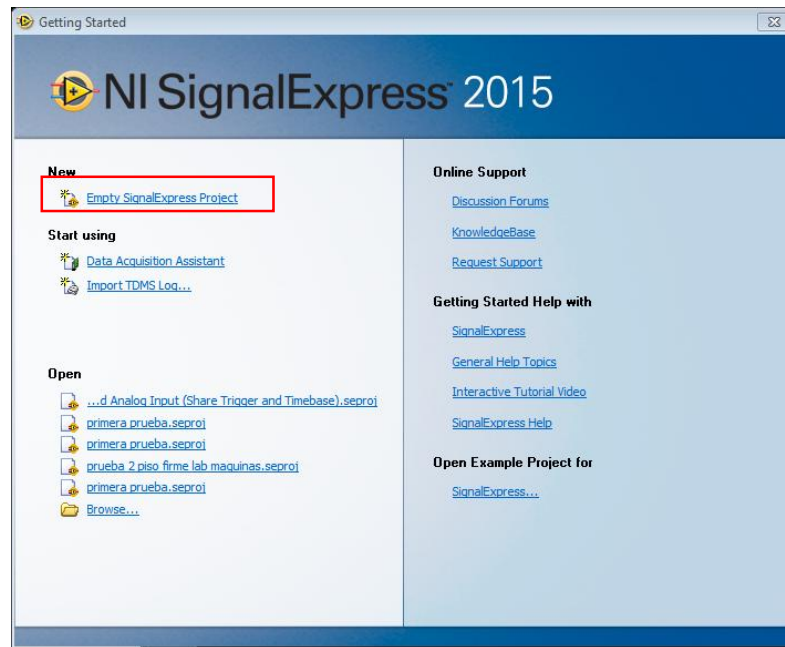 Getting Started
NI SignalExpress™ 2015
New
Empty SignalExpress Project
Start using
Data Acquisition Assistant
Import TDMS Log...
Open
...d Analog Input (Share Trigger and Timebase).seproj
primera prueba.seproj
primera prueba.seproj
prueba 2 piso firme lab maquinas.seproj
primera prueba.seproj
Browse...
Online Support
Discussion Forums
KnowledgeBase
Request Support
Getting Started Help with
SignalExpress
General Help Topics
Interactive Tutorial Video
SignalExpress Help
Open Example Project for
SignalExpress...